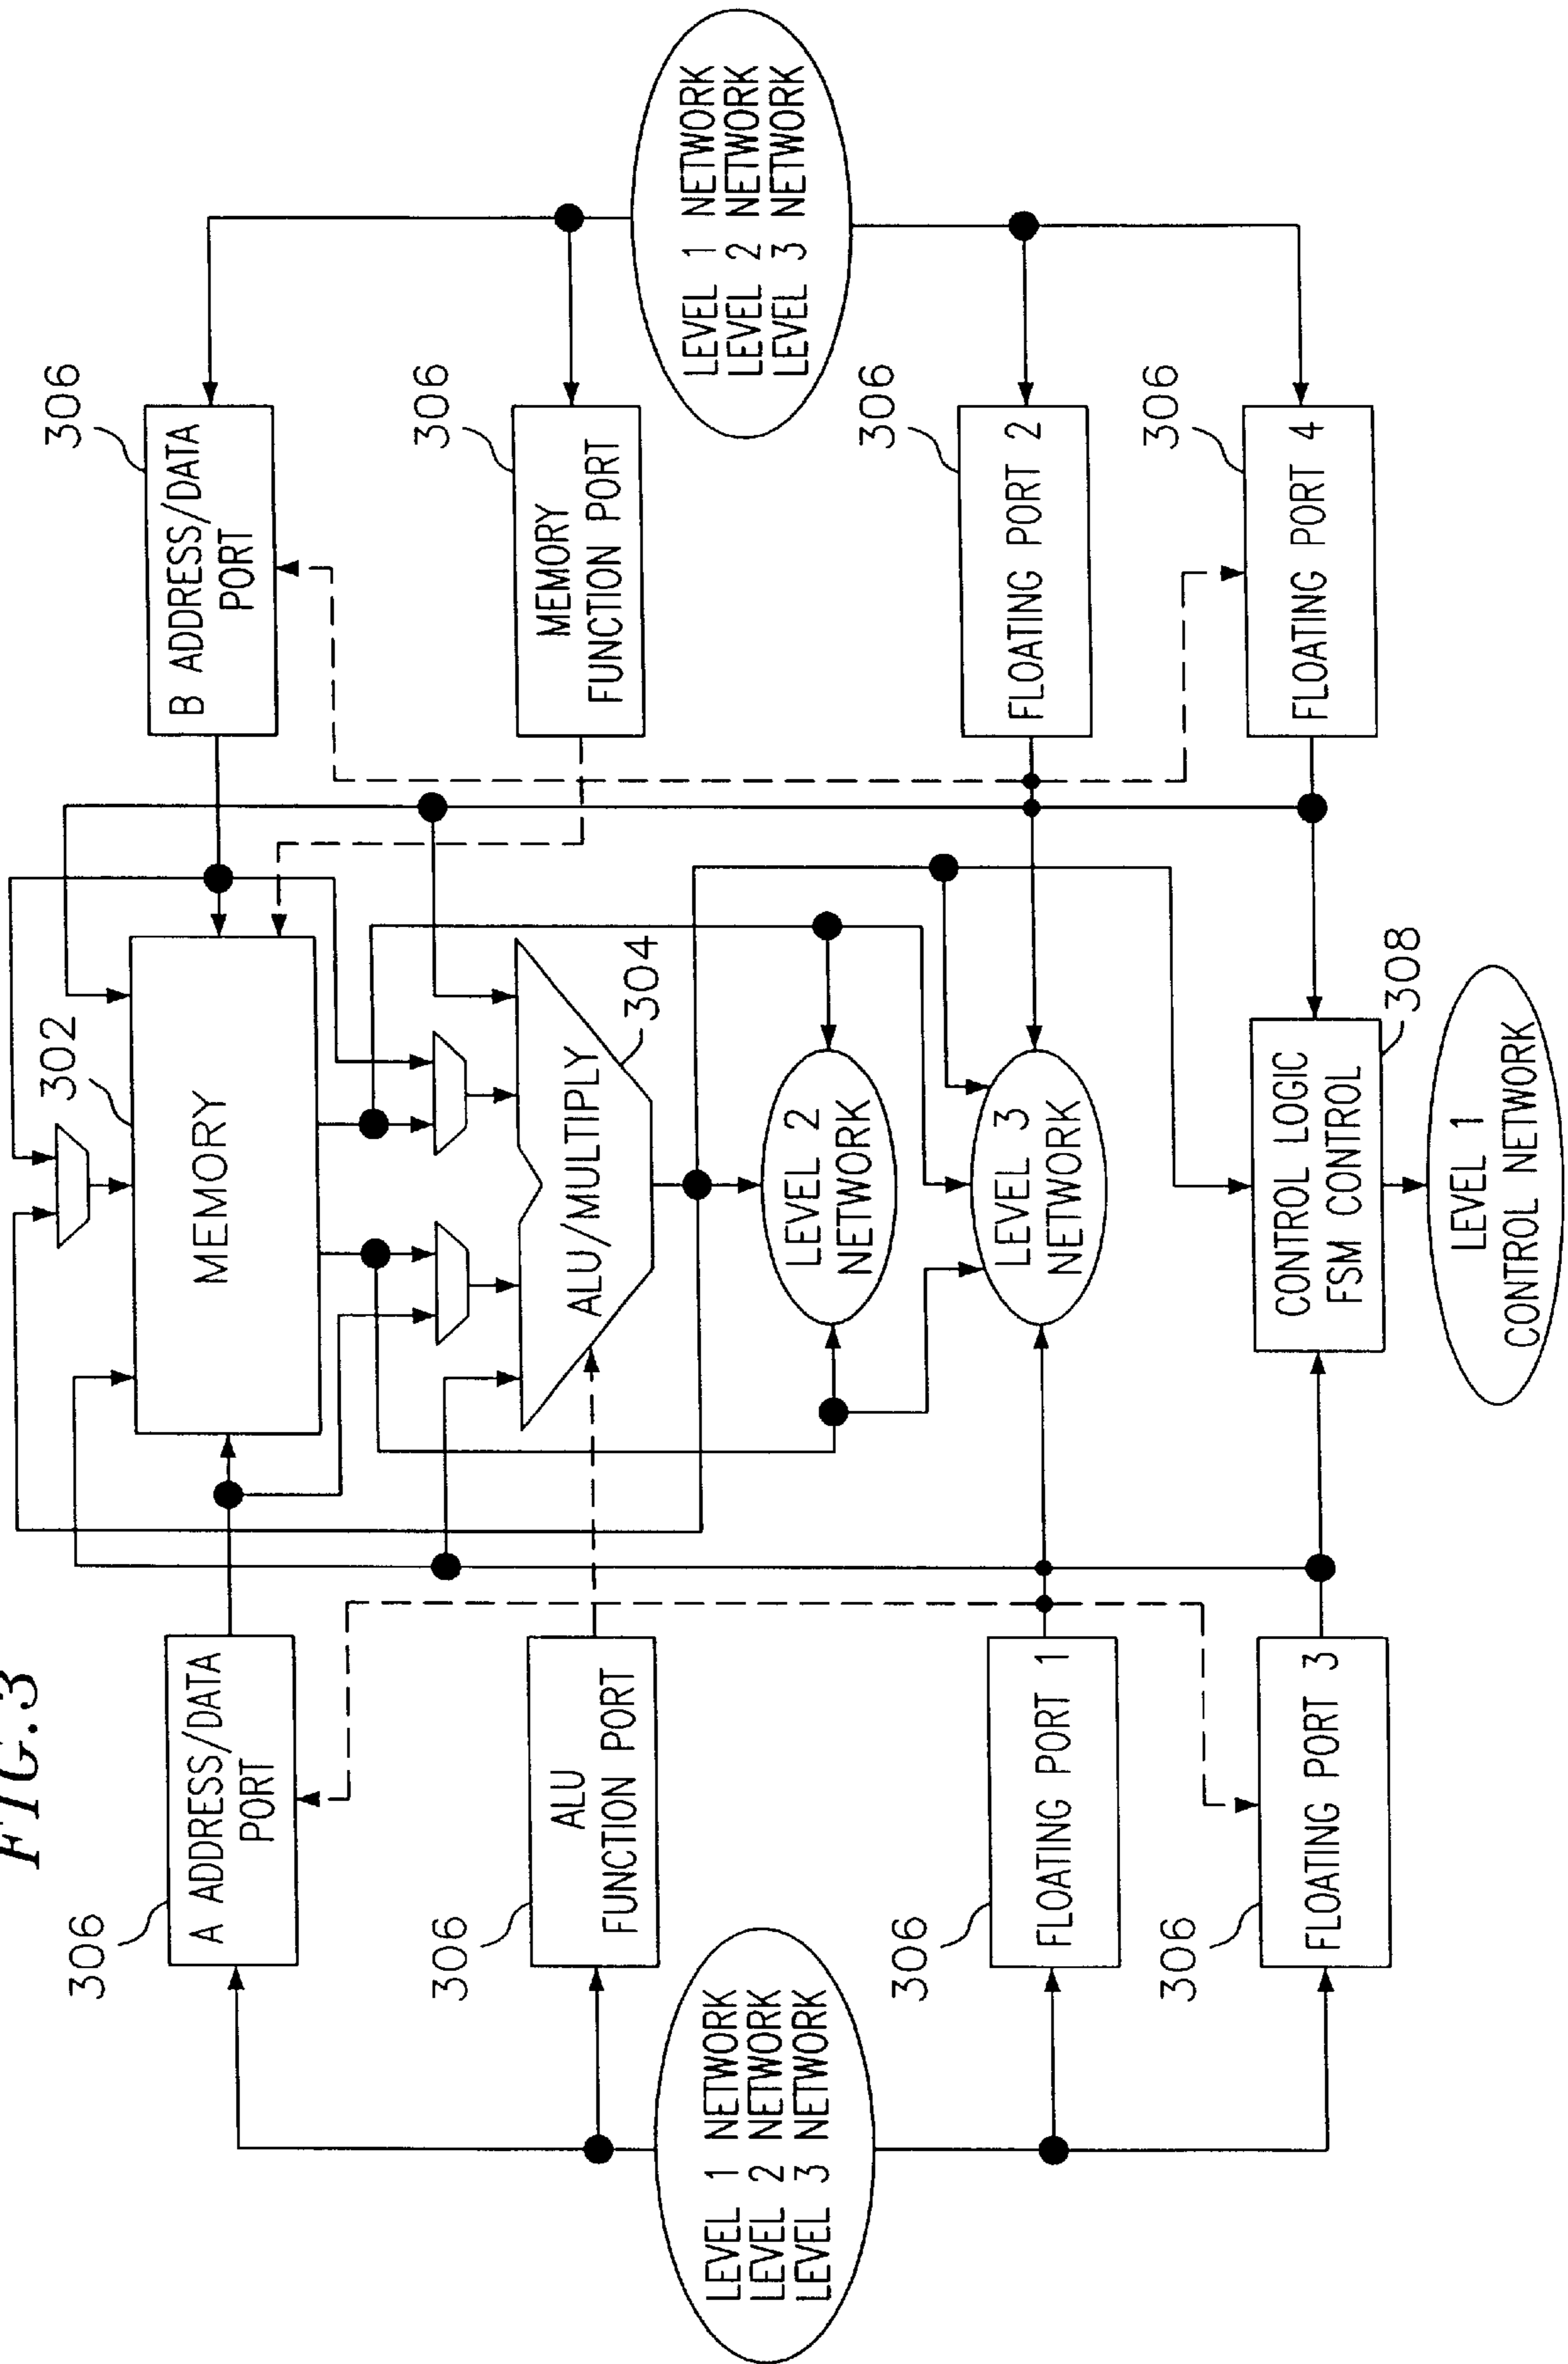 FIG.3
302
306
A ADDRESS/DATA
PORT
MEMORY
306
B ADDRESS/DATA
PORT
306
ALU
FUNCTION PORT
ALU/MULTIPLY
304
306
MEMORY
FUNCTION PORT
LEVEL 1 NETWORK
LEVEL 2 NETWORK
LEVEL 3 NETWORK
LEVEL 2
NETWORK
LEVEL 1 NETWORK
LEVEL 2 NETWORK
LEVEL 3 NETWORK
306
FLOATING PORT 1
LEVEL 3
NETWORK
306
FLOATING PORT 2
306
FLOATING PORT 3
CONTROL LOGIC
FSM CONTROL
308
306
FLOATING PORT 4
LEVEL 1
CONTROL NETWORK